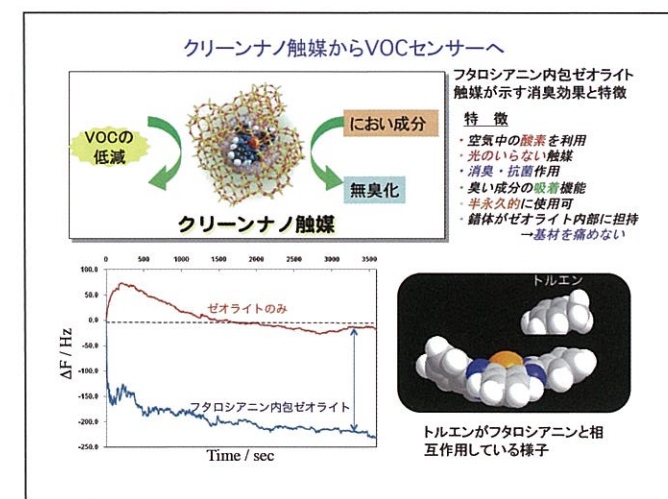 クリーンナノ触媒からVOCセンサーへ
VOCの
低減
におい成分
無臭化
クリーンナノ触媒
フタロシアニン内包ゼオライト
触媒が示す消臭効果と特徴
特 徴
・空気中の酸素を利用
・光のいらない触媒
・消臭・抗菌作用
・臭い成分の吸着機能
・半永久的に使用可
・錯体がゼオライト内部に担持
→基材を痛めない
0 500 1000 1500 2000 2500 3000 3500
100.0
50.0
0.0
-50.0
-100.0
-150.0
-200.0
-250.0
ΔF / Hz
ゼオライトのみ
フタロシアニン内包ゼオライト
Time / sec
トルエン
トルエンがフタロシアニンと相
互作用している様子